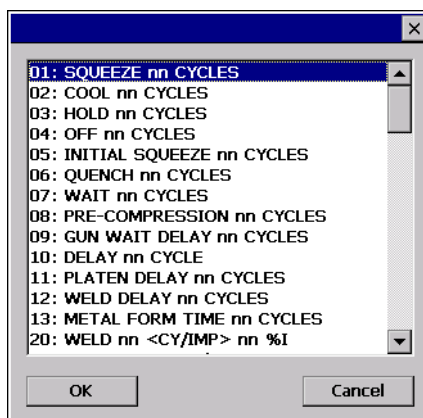 01: SQUEEZE nn CYCLES
02: COOL nn CYCLES
03: HOLD nn CYCLES
04: OFF nn CYCLES
05: INITIAL SQUEEZE nn CYCLES
06: QUENCH nn CYCLES
07: WAIT nn CYCLES
08: PRE-COMPRESSION nn CYCLES
09: GUN WAIT DELAY nn CYCLES
10: DELAY nn CYCLE
11: PLATEN DELAY nn CYCLES
12: WELD DELAY nn CYCLES
13: METAL FORM TIME nn CYCLES
20: WELD nn <CY/IMP> nn %I
OK Cancel